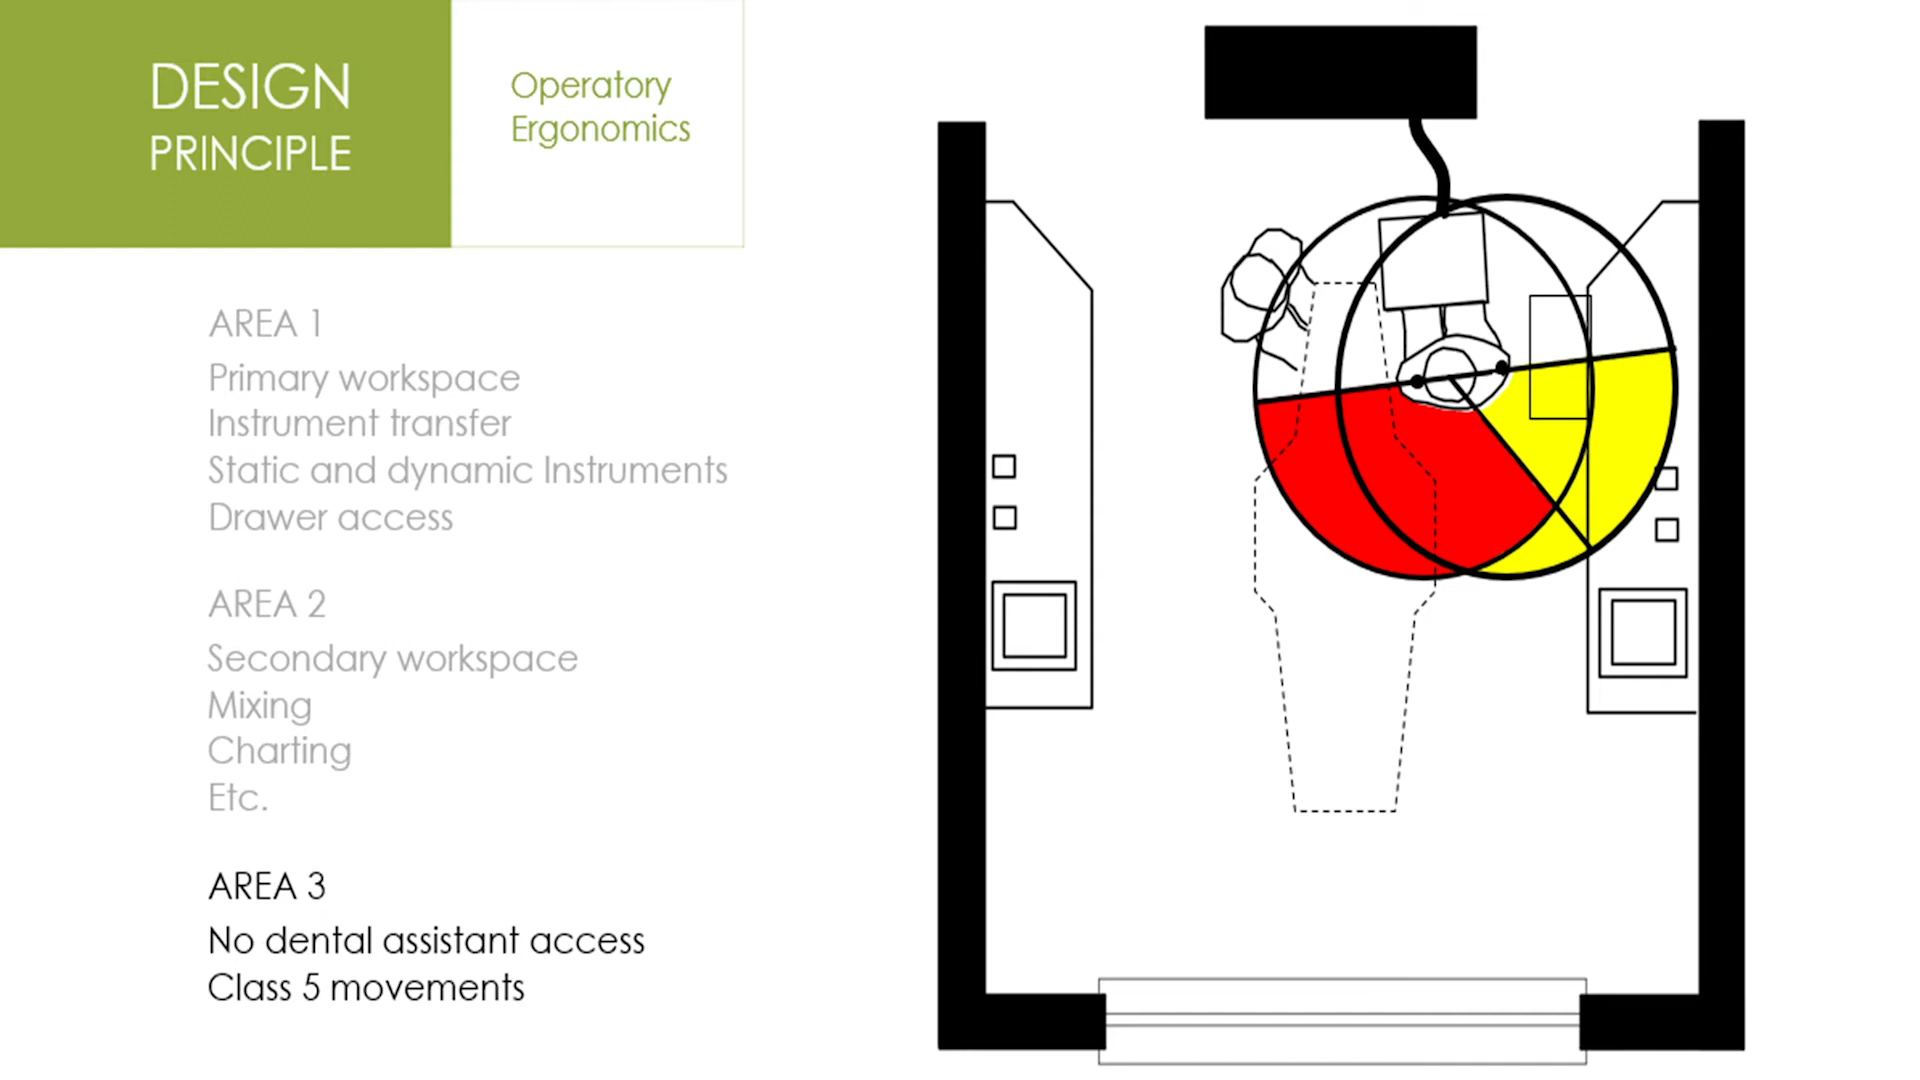 DESIGN
PRINCIPLE
Operatory
Ergonomics
AREA 1
Primary workspace
Instrument transfer
Static and dynamic Instruments
Drawer access
AREA 2
Secondary workspace
Mixing
Charting
Etc.
AREA 3
No dental assistant access
Class 5 movements